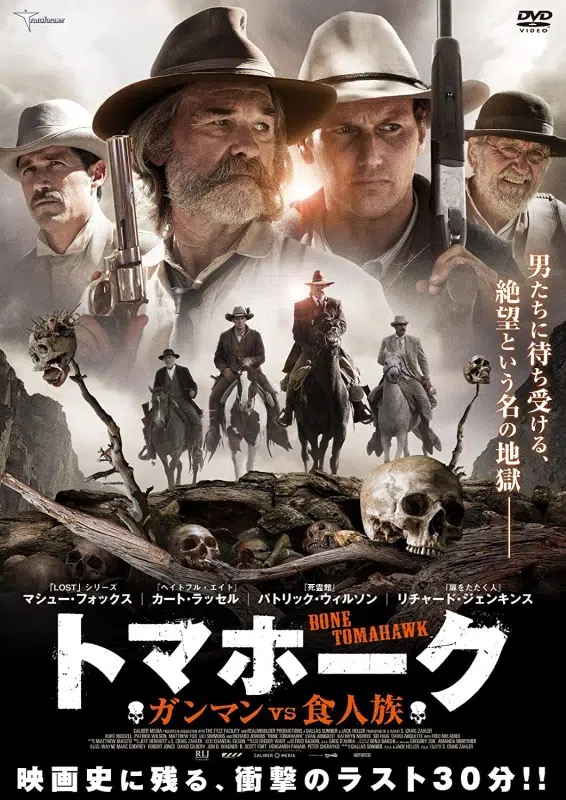 Transformer
DVD
VIDEO
男たちに待ち受ける、
絶望という名の地獄――
「LOST」シリーズ 『ヘイトフル・エイト』 『死霊館』 『扉をたたく人』
マシュー・フォックス | カート・ラッセル | パトリック・ウィルソン | リチャード・ジェンキンス
BONE
TOMAHAWK
トマホーク
ガンマン vs 食人族
RLJ CALIBER MEDIA
映画史に残る、衝撃のラスト30分!!